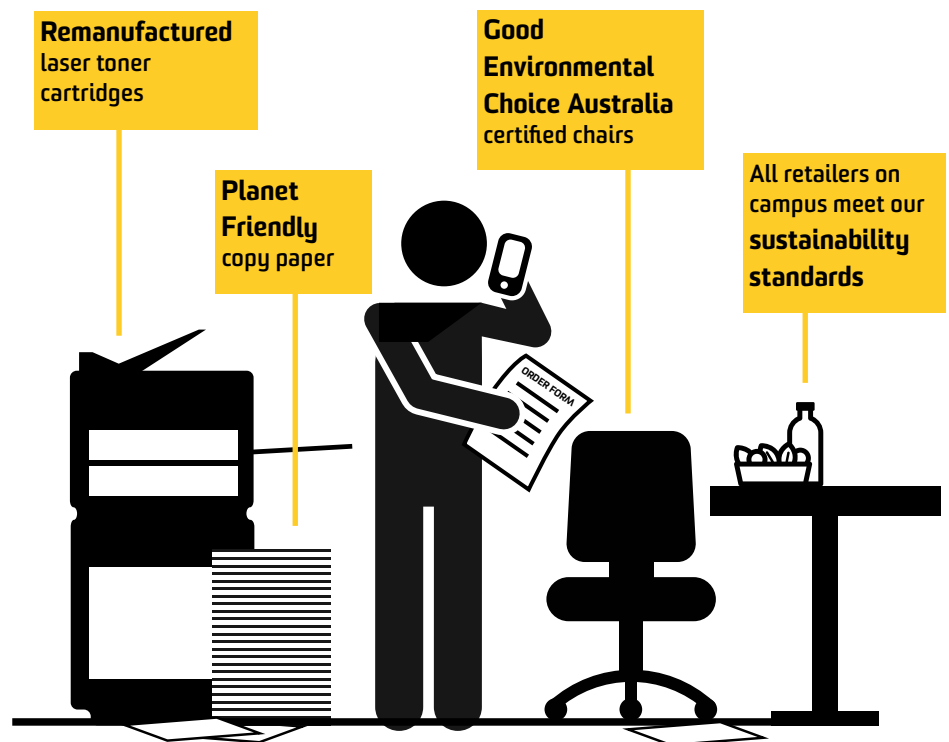 Remanufactured
laser toner
cartridges
Planet
Friendly
copy paper
Good
Environmental
Choice Australia
certified chairs
All retailers on
campus meet our
sustainability
standards
ORDER FORM